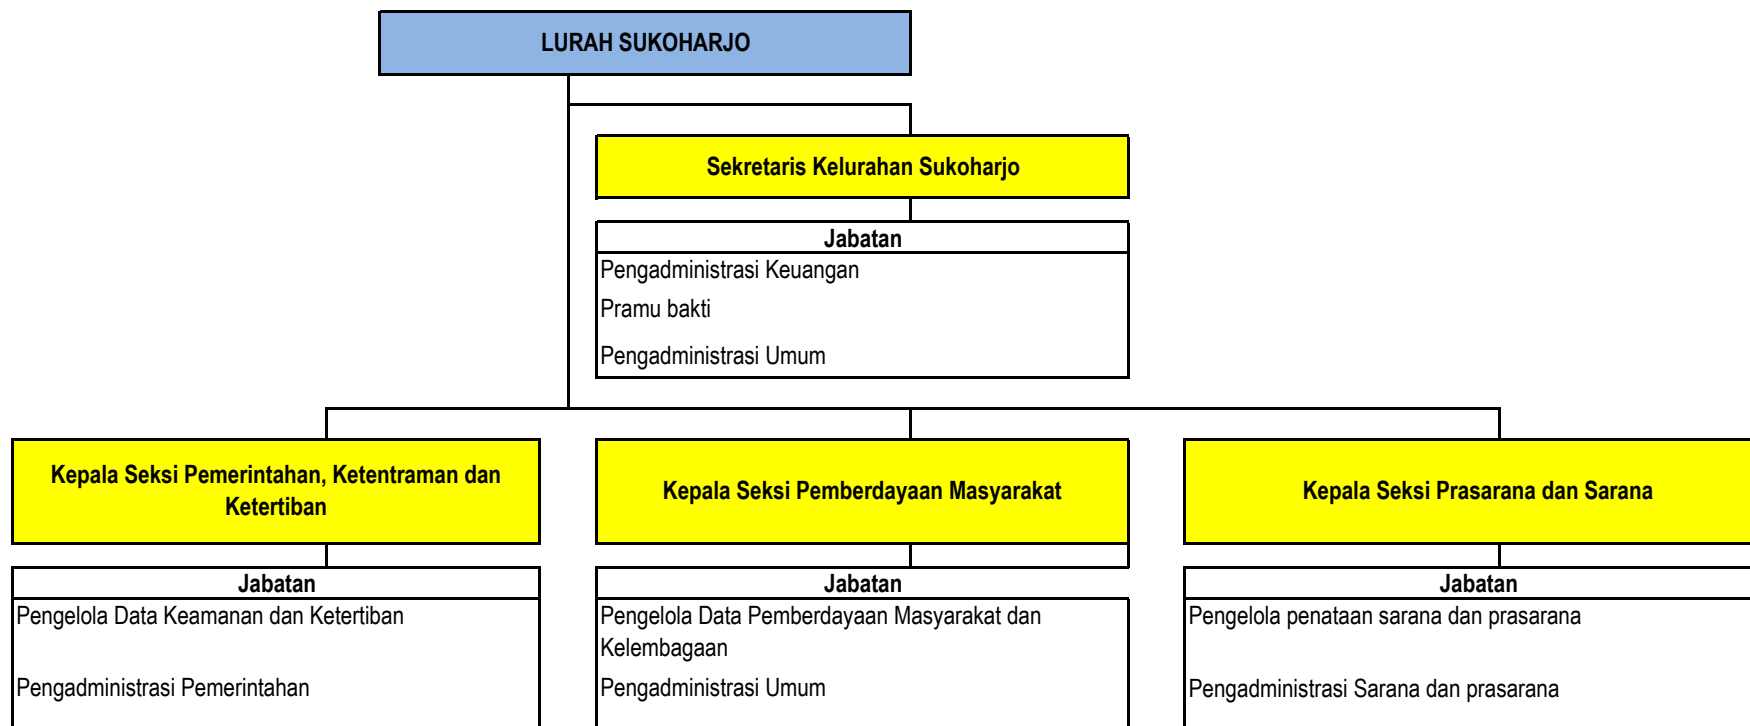 LURAH SUKOHARJO
Sekretaris Kelurahan Sukoharjo
Jabatan
Pengadministrasi Keuangan
Pramu bakti
Pengadministrasi Umum
Kepala Seksi Pemerintahan, Ketentraman dan
Ketertiban
Jabatan
Pengelola Data Keamanan dan Ketertiban
Pengadministrasi Pemerintahan
Kepala Seksi Pemberdayaan Masyarakat
Jabatan
Pengelola Data Pemberdayaan Masyarakat dan
Kelembagaan
Pengadministrasi Umum
Kepala Seksi Prasarana dan Sarana
Jabatan
Pengelola penataan sarana dan prasarana
Pengadministrasi Sarana dan prasarana